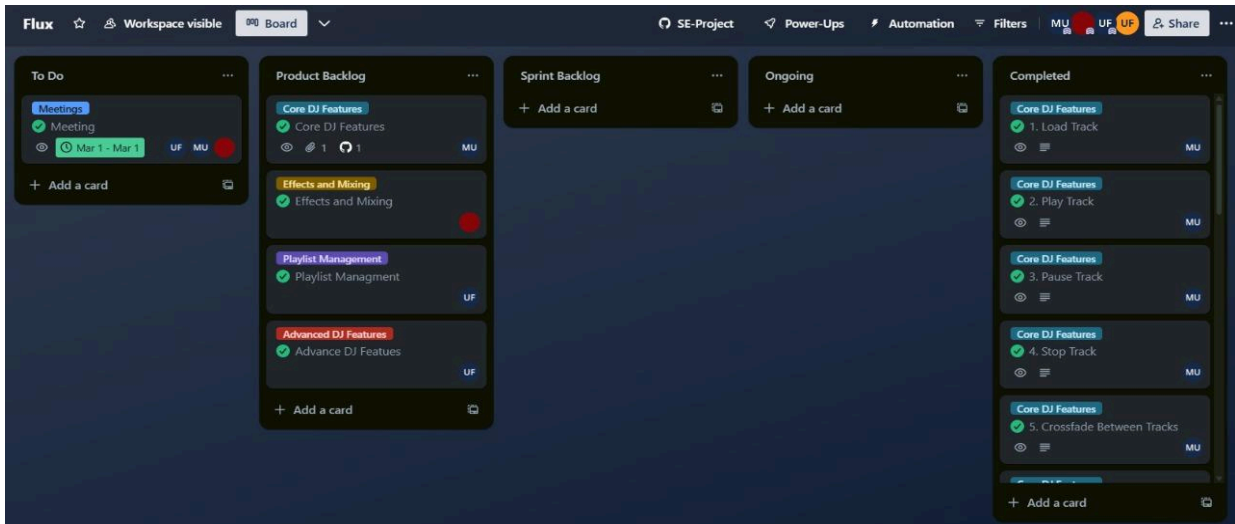 Flux Workspace visible Board SE-Project Power-Ups Automation Filters MU UF UF Share
To Do
Meetings
Meeting
Mar 1 - Mar 1 UF MU
+ Add a card
Product Backlog
Core DJ Features
Core DJ Features
1 1 MU
Effects and Mixing
Effects and Mixing
Playlist Management
Playlist Managment
UF
Advanced DJ Features
Advance DJ Featues
UF
+ Add a card
Sprint Backlog
+ Add a card
Ongoing
+ Add a card
Completed
Core DJ Features
1. Load Track
MU
Core DJ Features
2. Play Track
MU
Core DJ Features
3. Pause Track
MU
Core DJ Features
4. Stop Track
MU
Core DJ Features
5. Crossfade Between Tracks
MU
+ Add a card